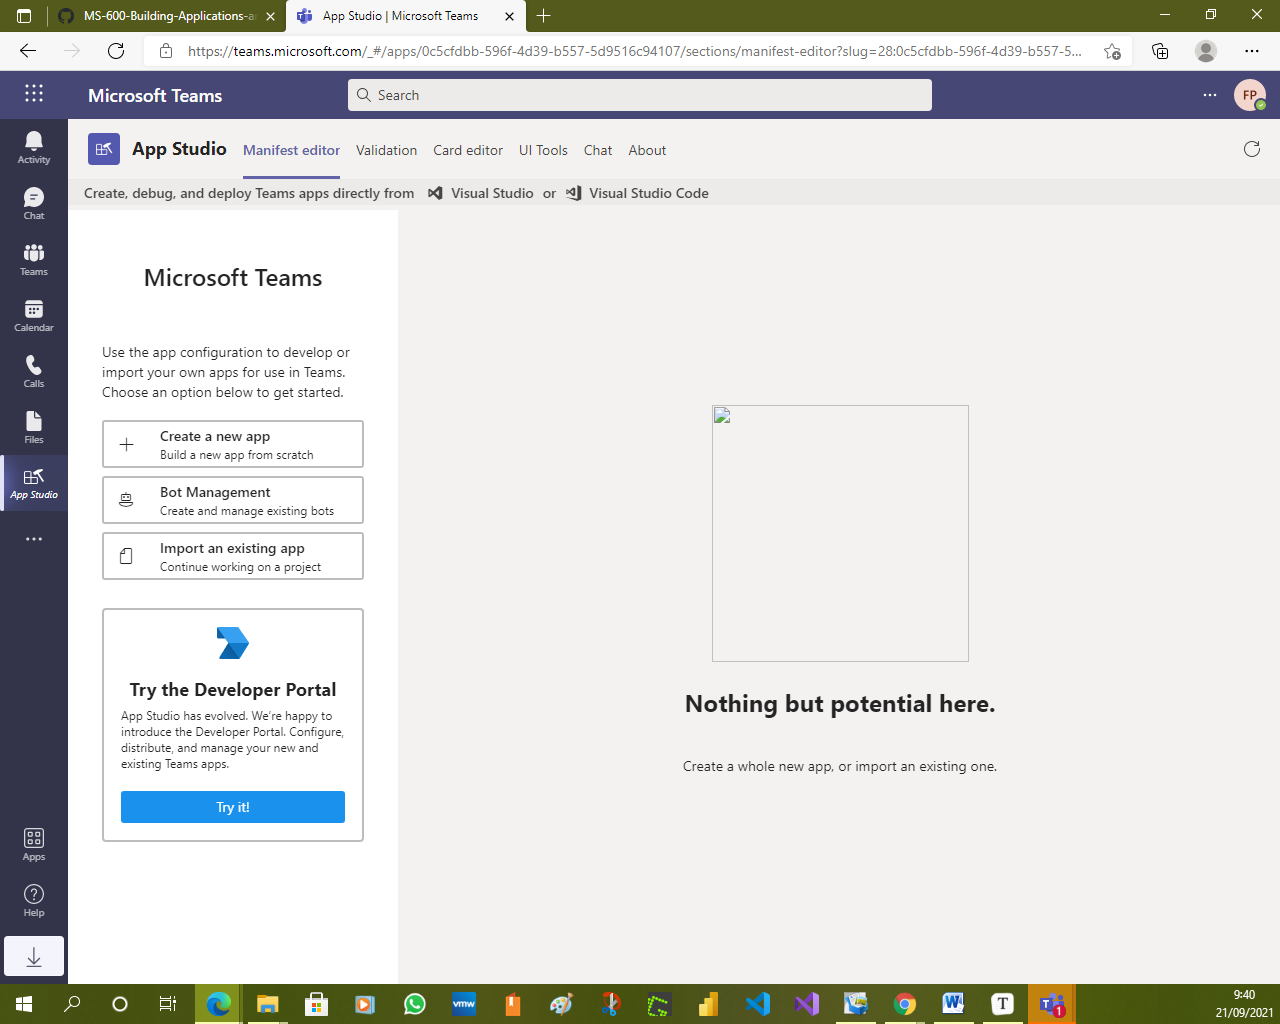 MS-600-Building-Applications-a
App Studio | Microsoft Teams
https://teams.microsoft.com/_#/apps/0c5cfdbb-596f-4d39-b557-5d9516c94107/sections/manifest-editor?slug=28:0c5cfdbb-596f-4d39-b557-5...
Microsoft Teams
Search
FP
Activity
Chat
Teams
Calendar
Calls
Files
App Studio
Apps
Help
App Studio
Manifest editor
Validation
Card editor
UI Tools
Chat
About
Create, debug, and deploy Teams apps directly from Visual Studio or Visual Studio Code
Microsoft Teams
Use the app configuration to develop or
import your own apps for use in Teams.
Choose an option below to get started.
Create a new app
Build a new app from scratch
Bot Management
Create and manage existing bots
Import an existing app
Continue working on a project
Try the Developer Portal
App Studio has evolved. We're happy to
introduce the Developer Portal. Configure,
distribute, and manage your new and
existing Teams apps.
Try it!
Nothing but potential here.
Create a whole new app, or import an existing one.
vmw
W
T
T
1
9:40
21/09/2021